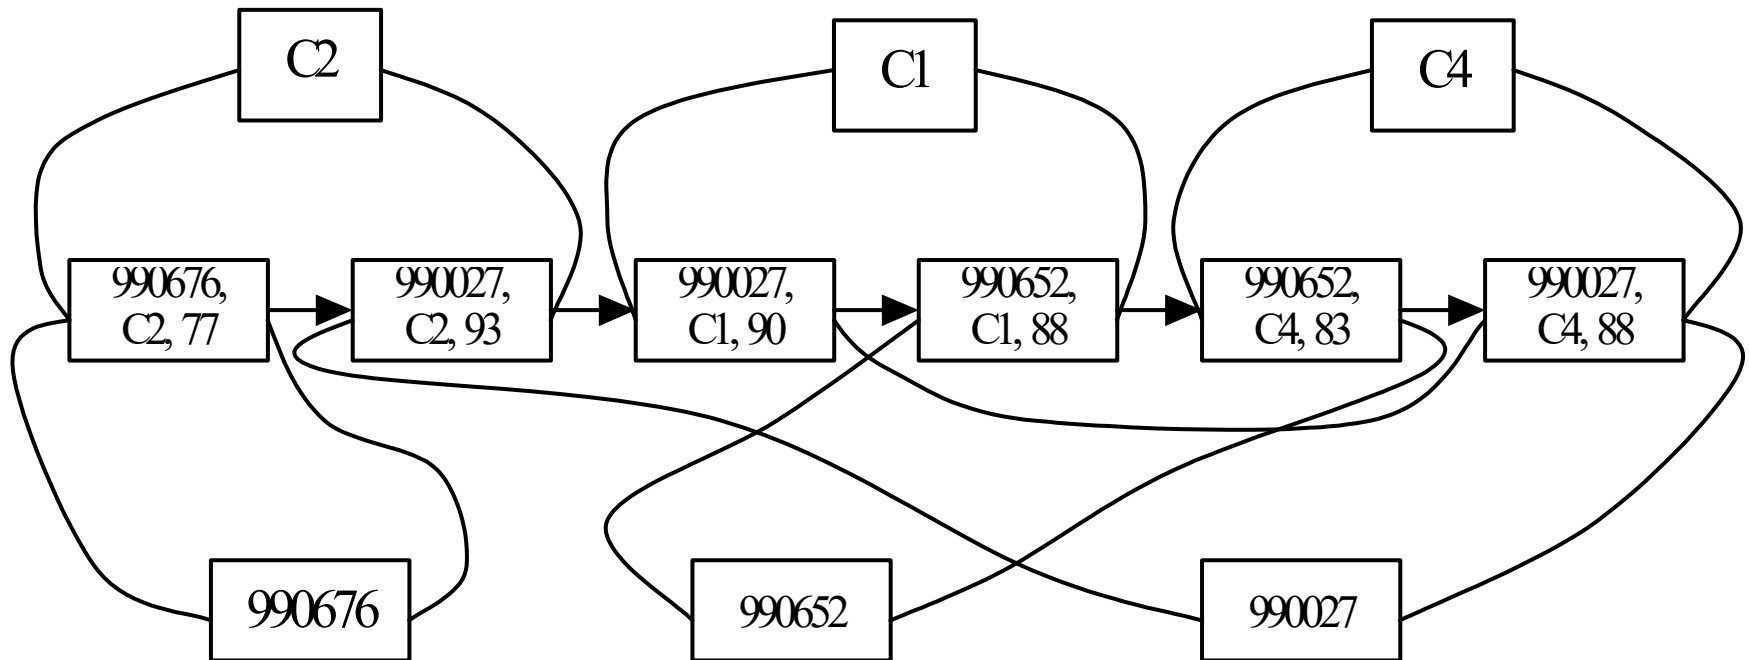 C2
C1
C4
990676,
C2, 77
990027,
C2, 93
990027,
C1, 90
990652,
C1, 88
990652,
C4, 83
990027,
C4, 88
990676
990652
990027